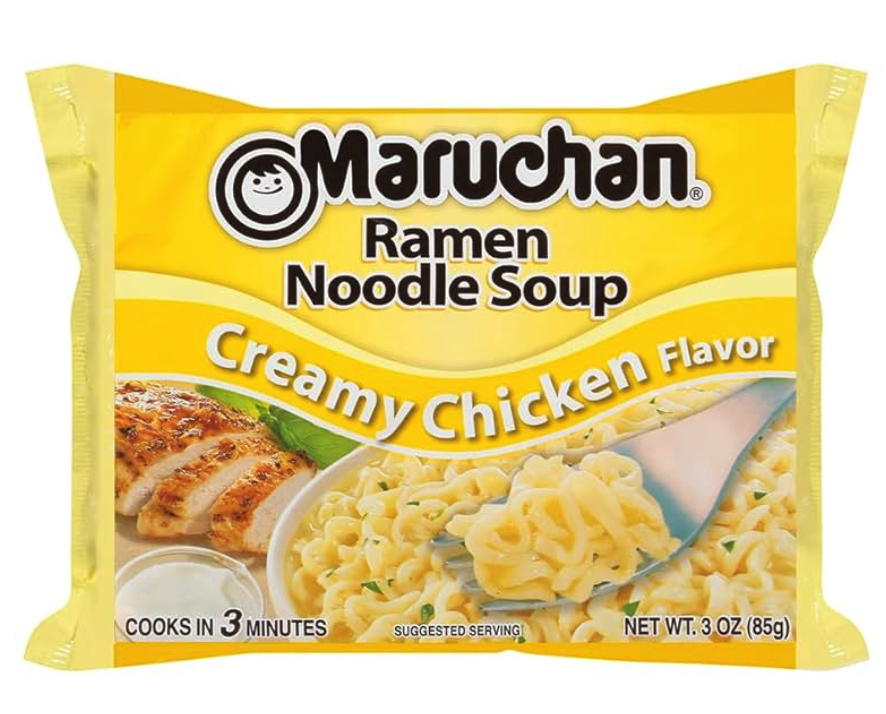 Maruchan®
Ramen
Noodle Soup
Creamy Chicken Flavor
COOKS IN 3 MINUTES
SUGGESTED SERVING
NET WT. 3 OZ (85g)